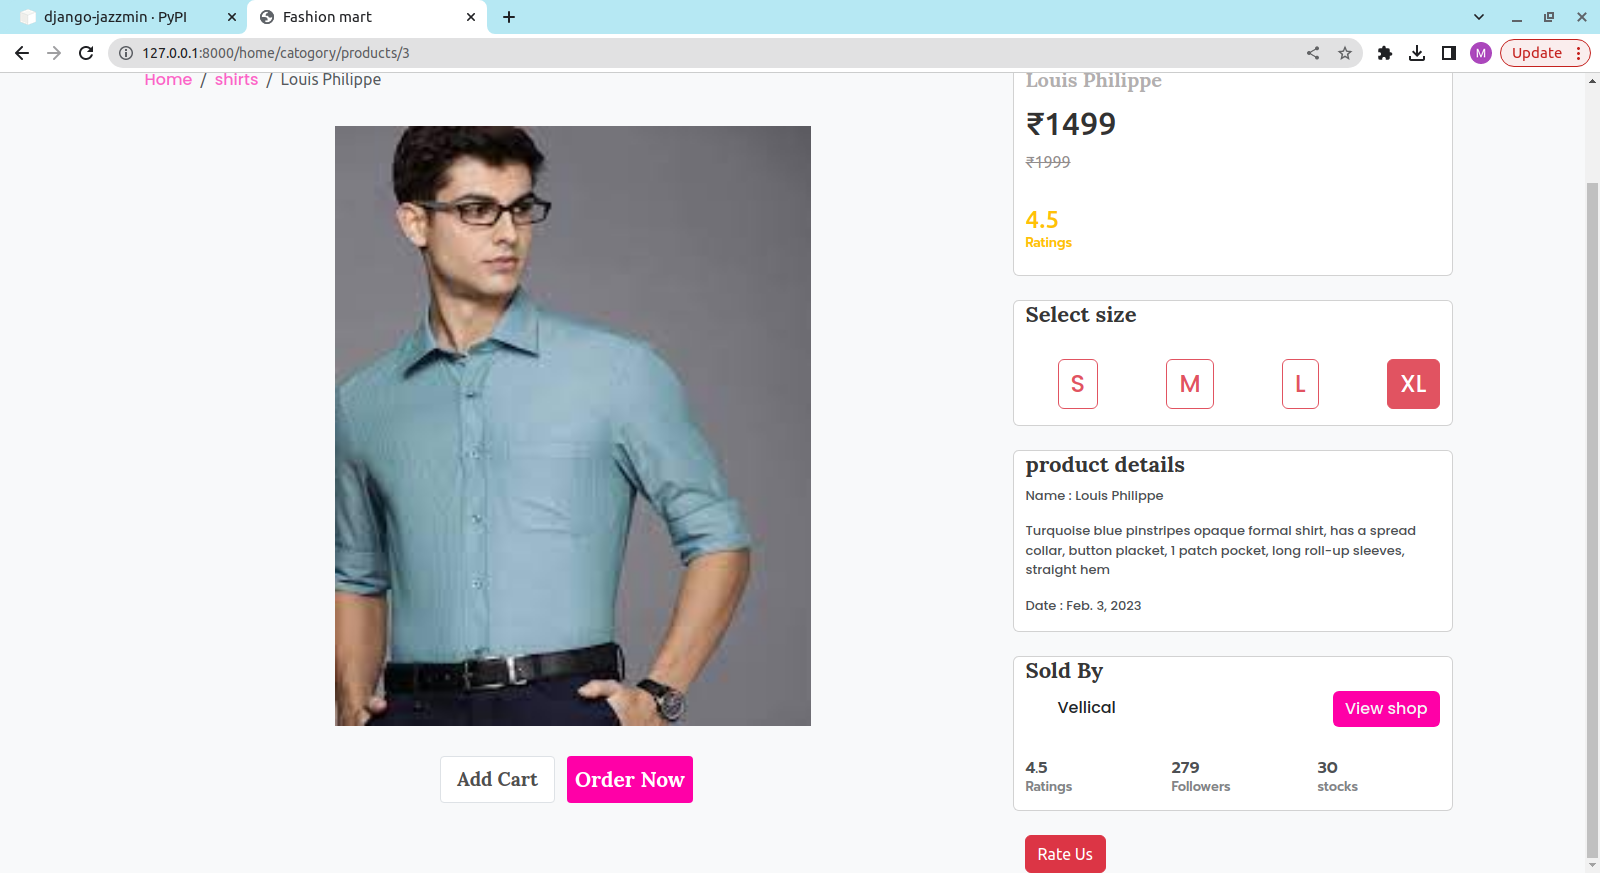 django-jazzmin · PyPI
Fashion mart
127.0.0.1:8000/home/catogory/products/3
M
Update
Home / shirts / Louis Philippe
Louis Philippe
₹1499
₹1999
4.5
Ratings
Select size
S M L XL
product details
Name : Louis Philippe
Turquoise blue pinstripes opaque formal shirt, has a spread
collar, button placket, 1 patch pocket, long roll-up sleeves,
straight hem
Date : Feb. 3, 2023
Sold By
Vellical
View shop
4.5 279 30
Ratings Followers stocks
Add Cart
Order Now
Rate Us